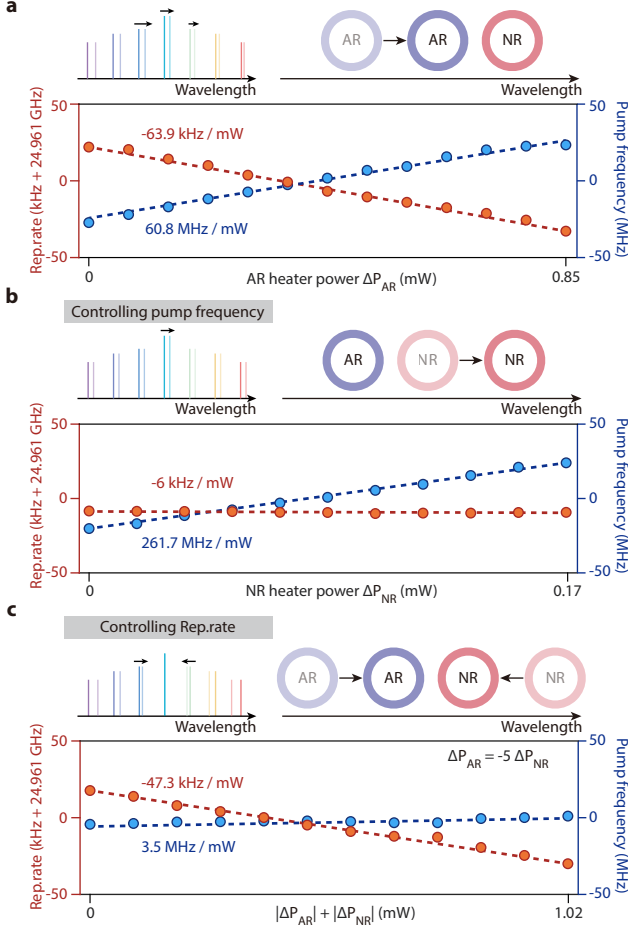 a
AR AR NR
Wavelength Wavelength
50 50
-63.9 kHz / mW
0 0
60.8 MHz / mW
-50 -50
Rep.rate (kHz + 24.961 GHz)
Pump frequency (MHz)
0 AR heater power ΔP_AR (mW) 0.85
b
Controlling pump frequency
AR NR NR
Wavelength Wavelength
50 50
-6 kHz / mW
0 0
261.7 MHz / mW
-50 -50
Rep.rate (kHz + 24.961 GHz)
Pump frequency (MHz)
0 NR heater power ΔP_NR (mW) 0.17
c
Controlling Rep.rate
AR AR NR NR
Wavelength Wavelength
50 50
ΔP_AR = -5 ΔP_NR
-47.3 kHz / mW
0 0
3.5 MHz / mW
-50 -50
Rep.rate (kHz + 24.961 GHz)
Pump frequency (MHz)
0 |ΔP_AR| + |ΔP_NR| (mW) 1.02